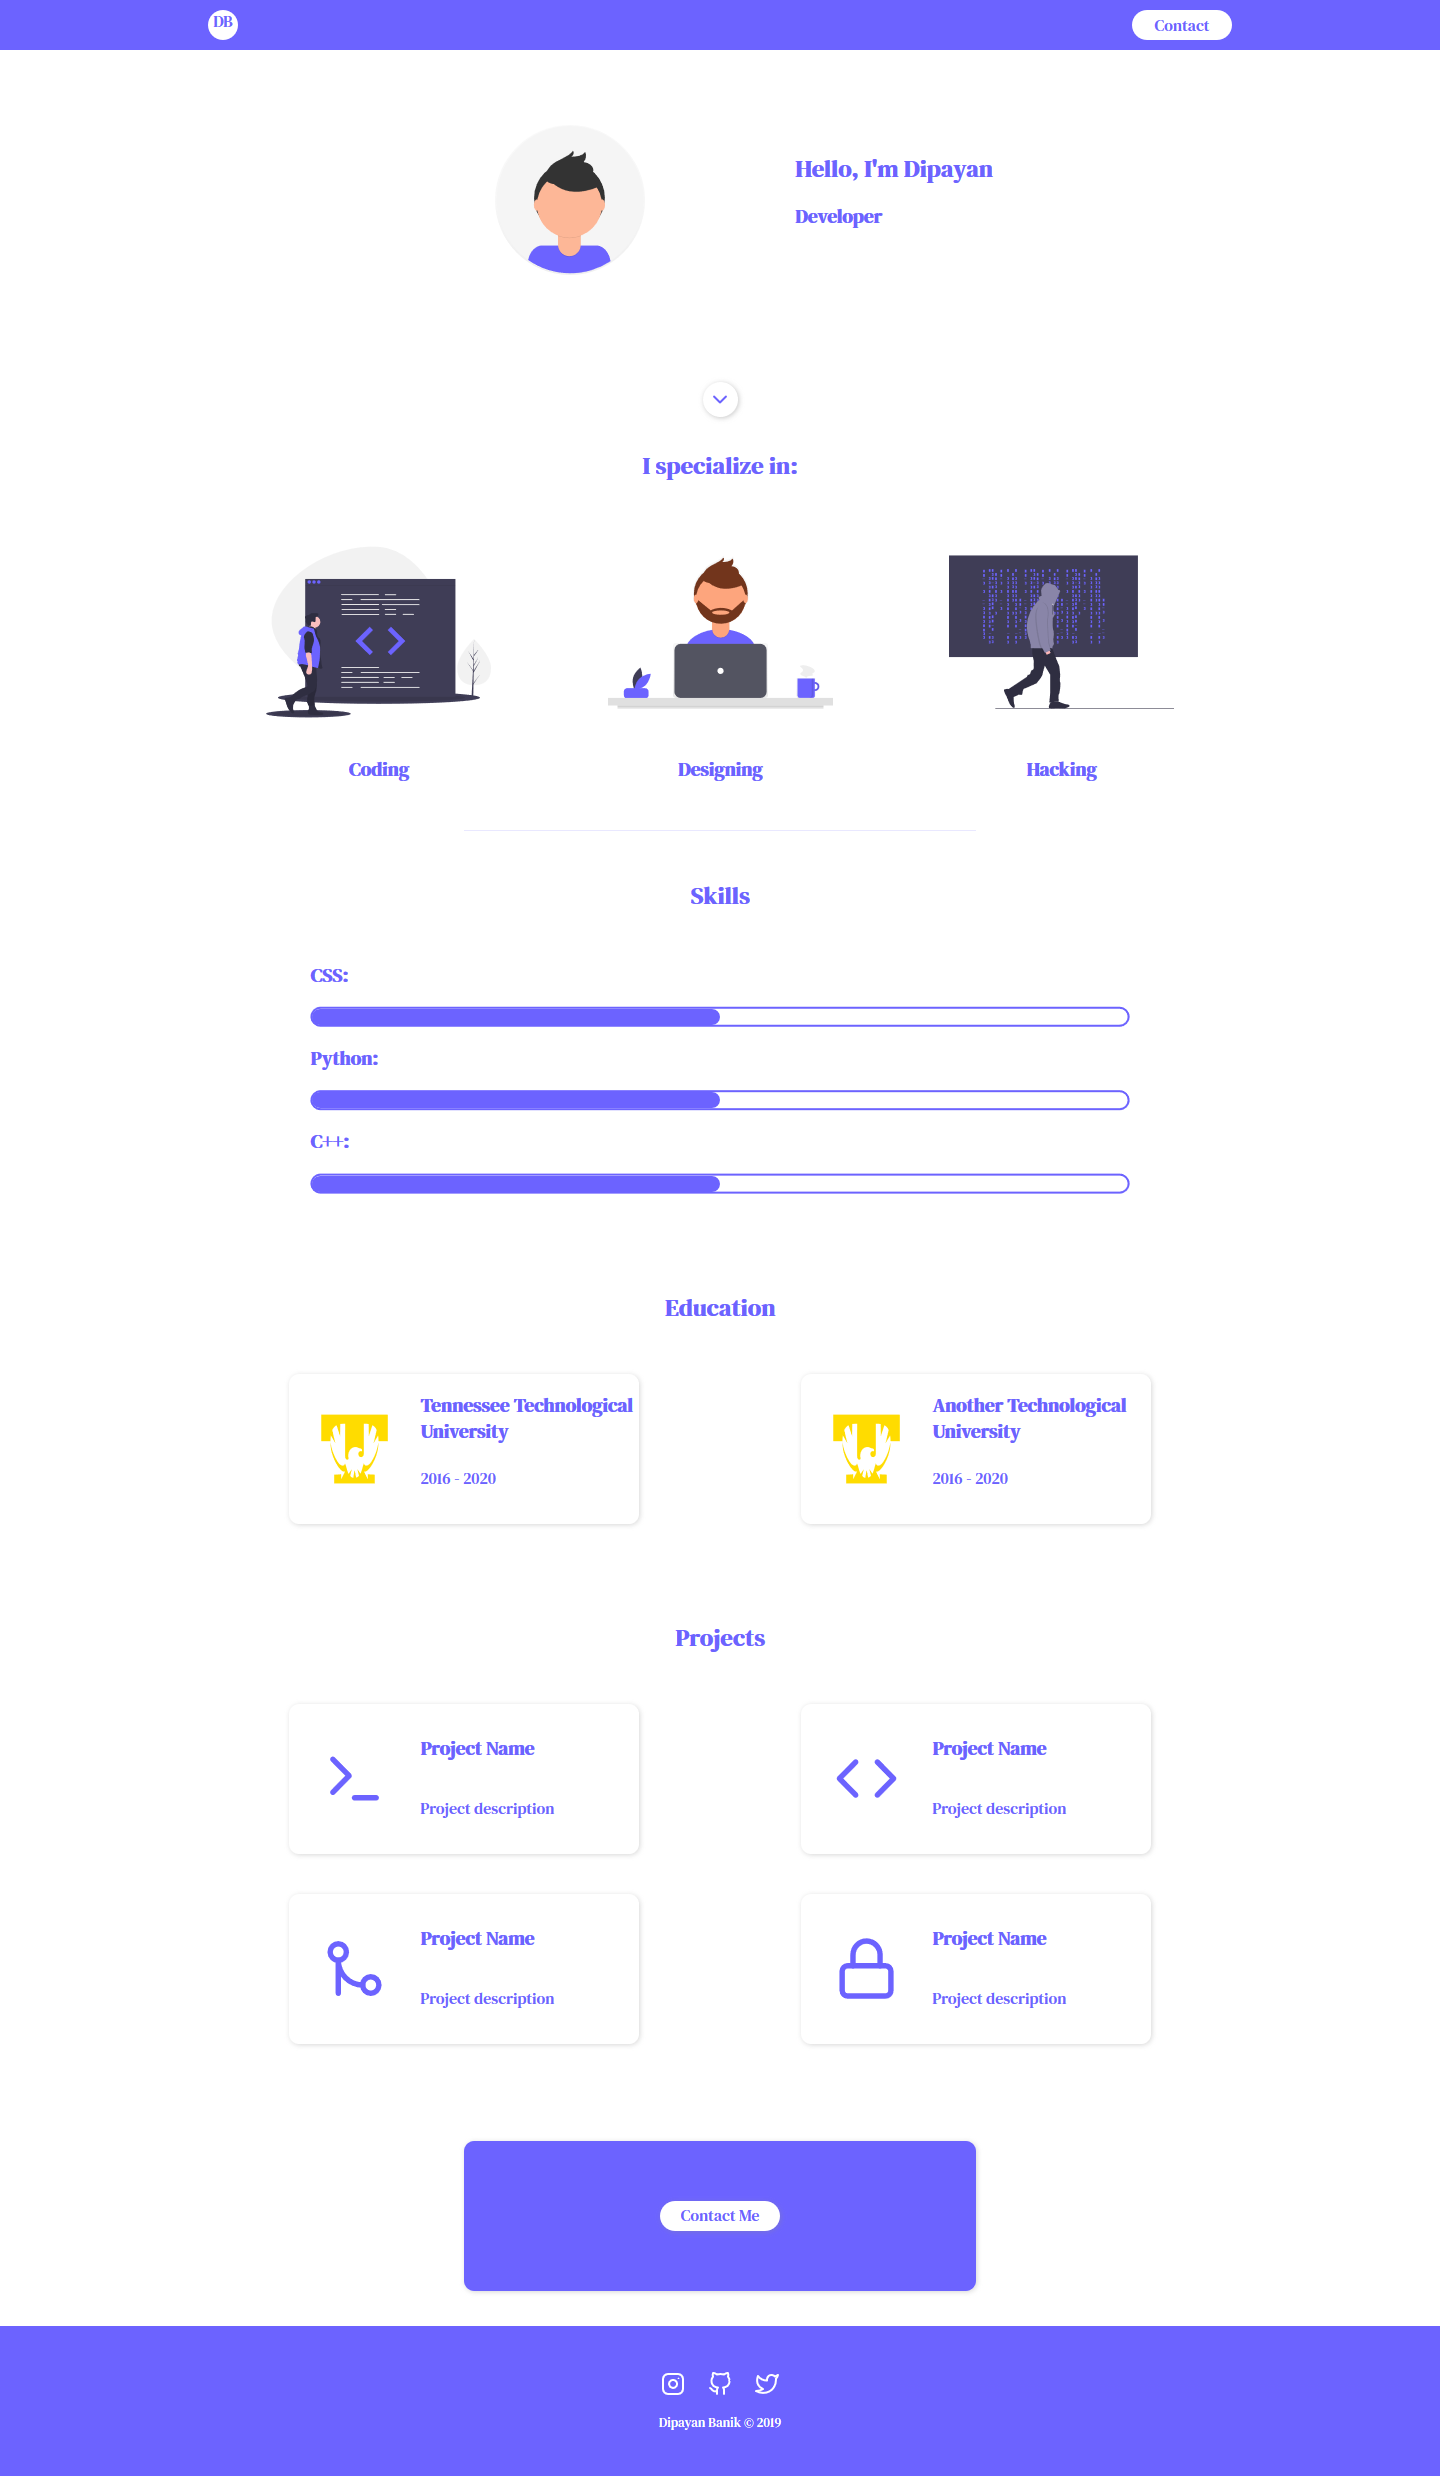 DB
Contact
Hello, I'm Dipayan
Developer
I specialize in:
Coding
Designing
Hacking
Skills
CSS:
Python:
C++:
Education
Tennessee Technological
University
2016 - 2020
Another Technological
University
2016 - 2020
Projects
Project Name
Project description
Project Name
Project description
Project Name
Project description
Project Name
Project description
Contact Me
Dipayan Banik © 2019